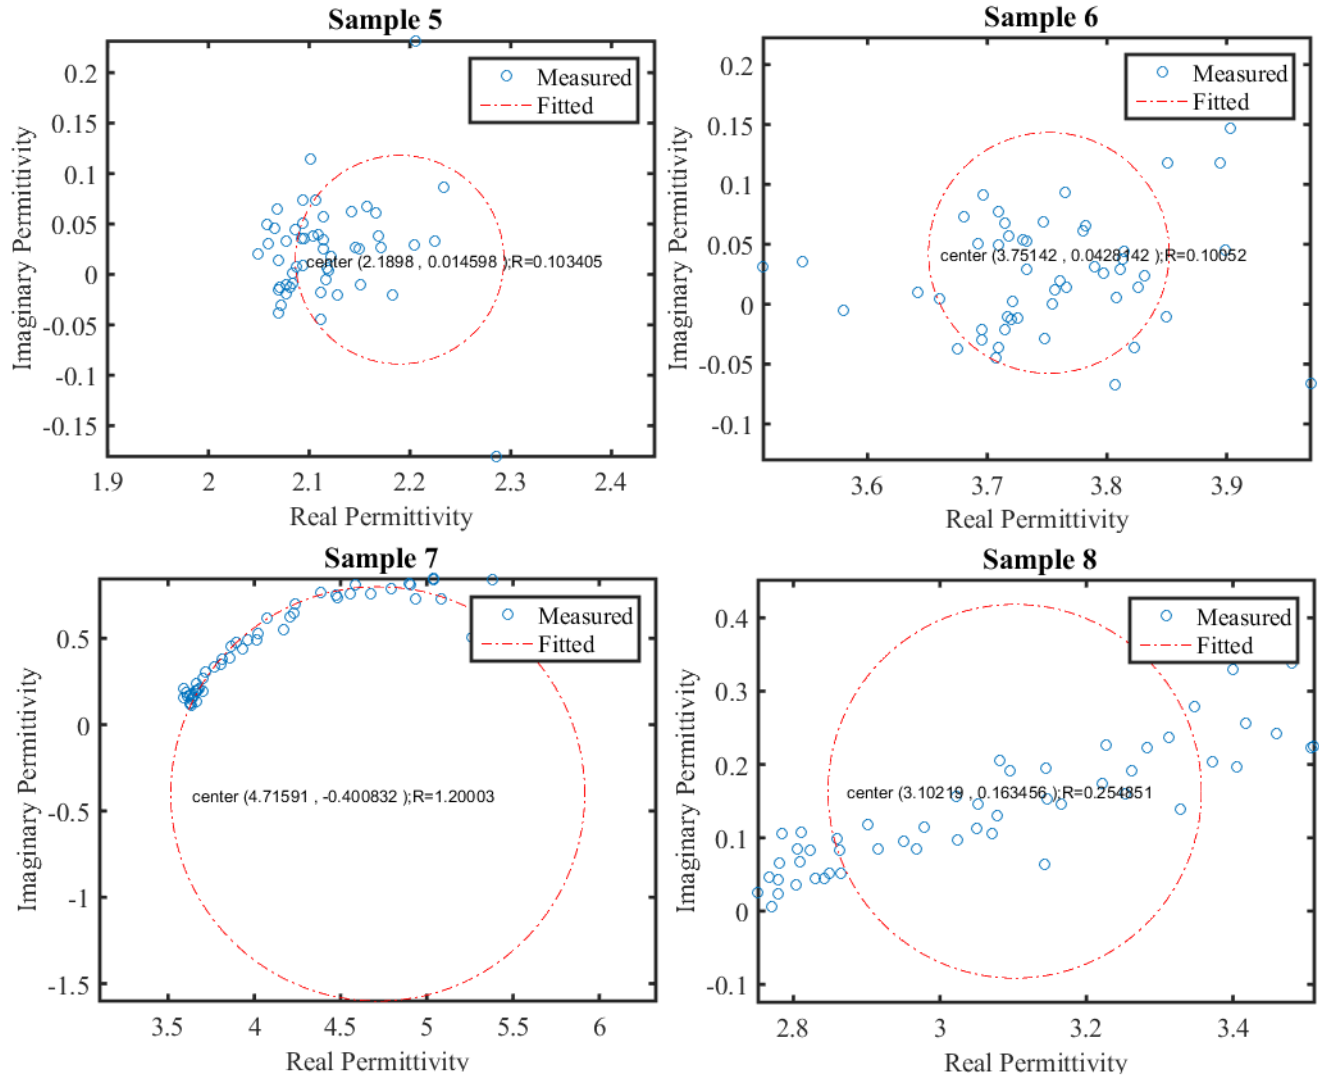 Sample 5
0.2
0.15
0.1
0.05
0
-0.05
-0.1
-0.15
Imaginary Permittivity
Measured
Fitted
center (2.1898 , 0.014598 );R=0.103405
1.9 2 2.1 2.2 2.3 2.4
Real Permittivity
Sample 6
0.2
0.15
0.1
0.05
0
-0.05
-0.1
Imaginary Permittivity
Measured
Fitted
center (3.75142 , 0.0428142 );R=0.10052
3.6 3.7 3.8 3.9
Real Permittivity
Sample 7
0.5
0
-0.5
-1
-1.5
Imaginary Permittivity
Measured
Fitted
center (4.71591 , -0.400832 );R=1.20003
3.5 4 4.5 5 5.5 6
Real Permittivity
Sample 8
0.4
0.3
0.2
0.1
0
-0.1
Imaginary Permittivity
Measured
Fitted
center (3.10219 , 0.163456 );R=0.254851
2.8 3 3.2 3.4
Real Permittivity